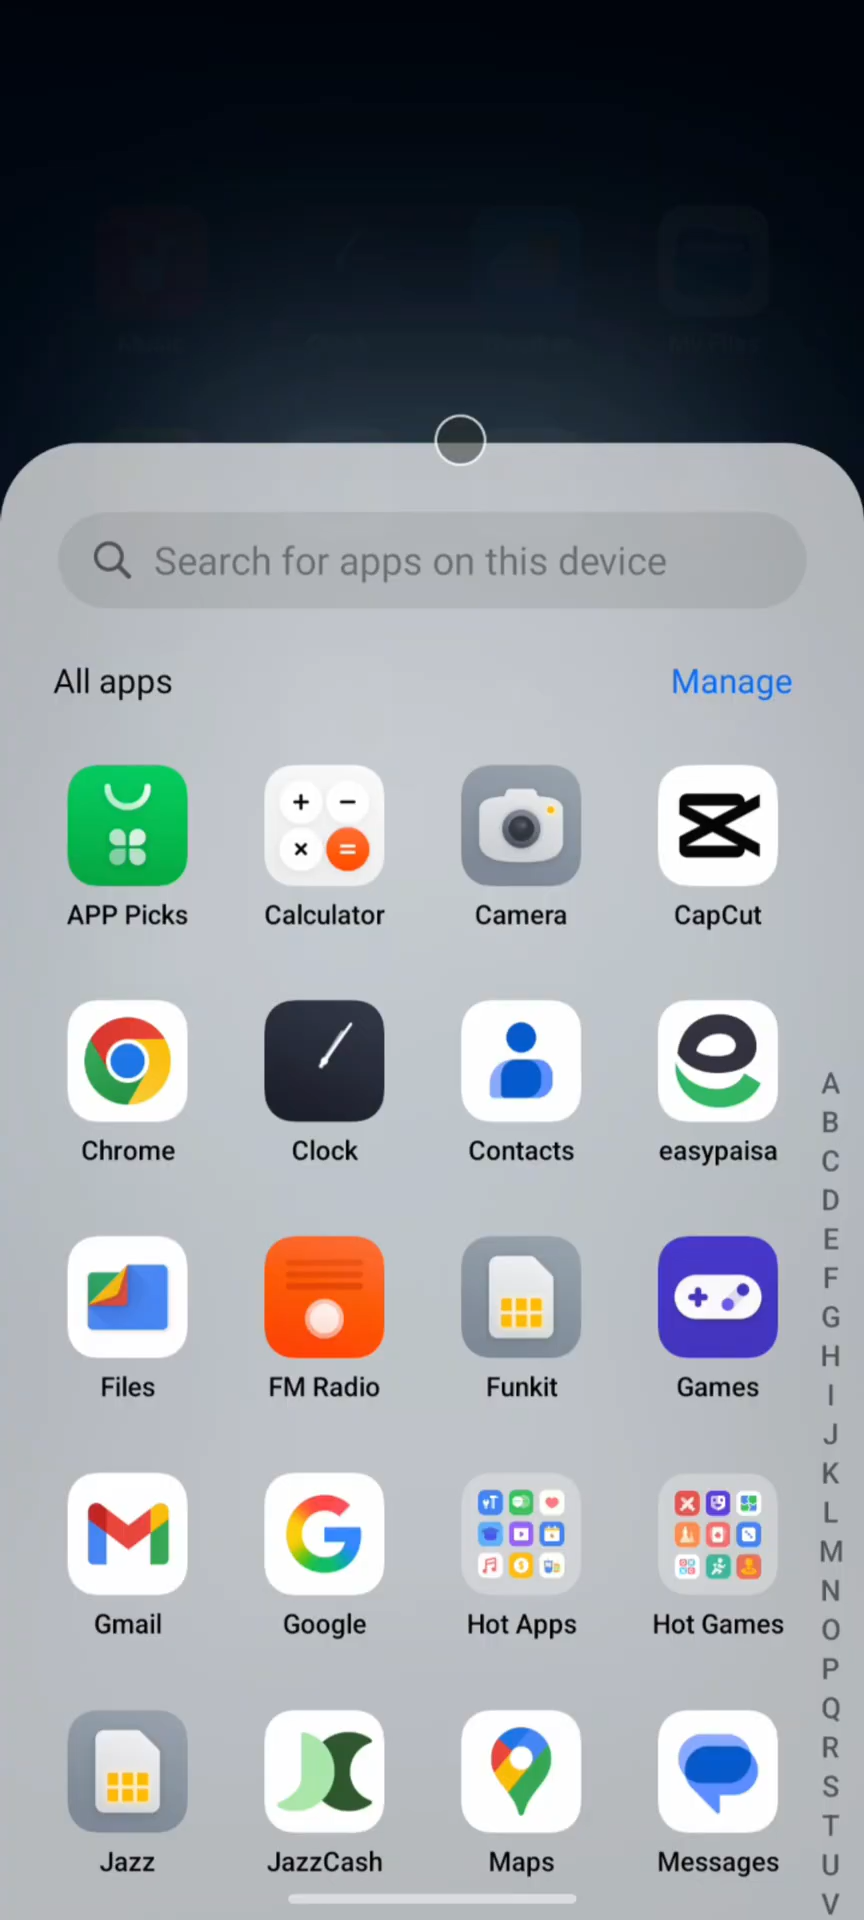 Search for apps on this device
All apps
Manage
APP Picks
Calculator
Camera
CapCut
Chrome
Clock
Contacts
easypaisa
Files
FM Radio
Funkit
Games
Gmail
Google
Hot Apps
Hot Games
Jazz
JazzCash
Maps
Messages
A
B
C
D
E
F
G
H
I
J
K
L
M
N
O
P
Q
R
S
T
U
V